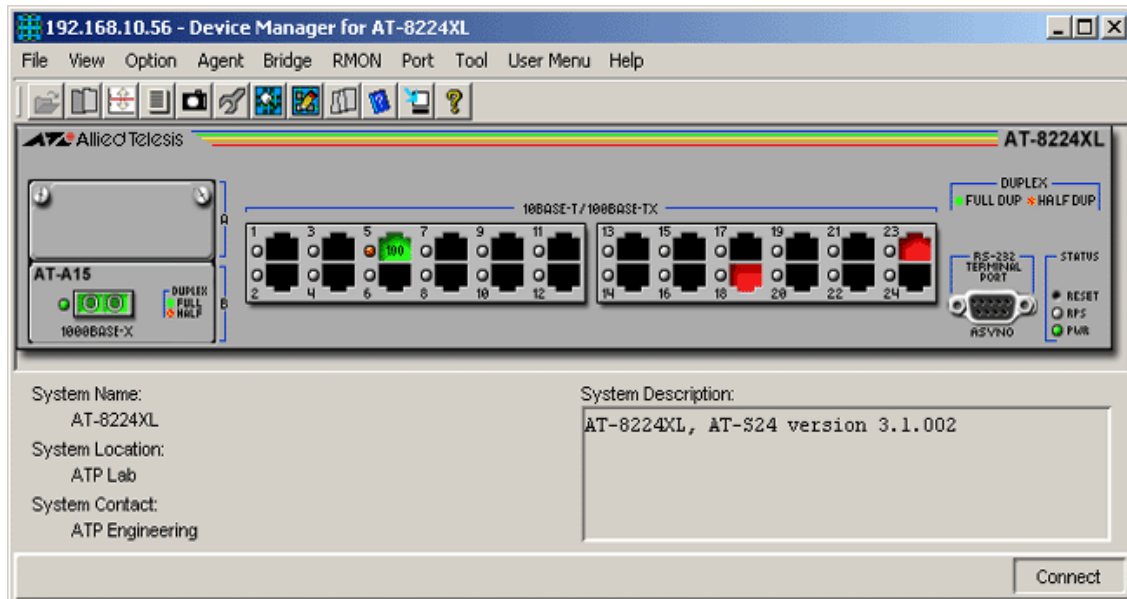 192.168.10.56 - Device Manager for AT-8224XL
File View Option Agent Bridge RMON Port Tool User Menu Help
Allied Telesis
AT-8224XL
DUPLEX
FULL DUP HALF DUP
10BASE-T/100BASE-TX
A
1 3 5 7 9 11 13 15 17 19 21 23
100
AT-A15
DUPLEX
FULL
HALF
B
1000BASE-X
2 4 6 8 10 12 14 16 18 20 22 24
RS-232
TERMINAL
PORT
ASYNO
STATUS
RESET
RPS
PWR
System Name:
AT-8224XL
System Location:
ATP Lab
System Contact:
ATP Engineering
System Description:
AT-8224XL, AT-S24 version 3.1.002
Connect